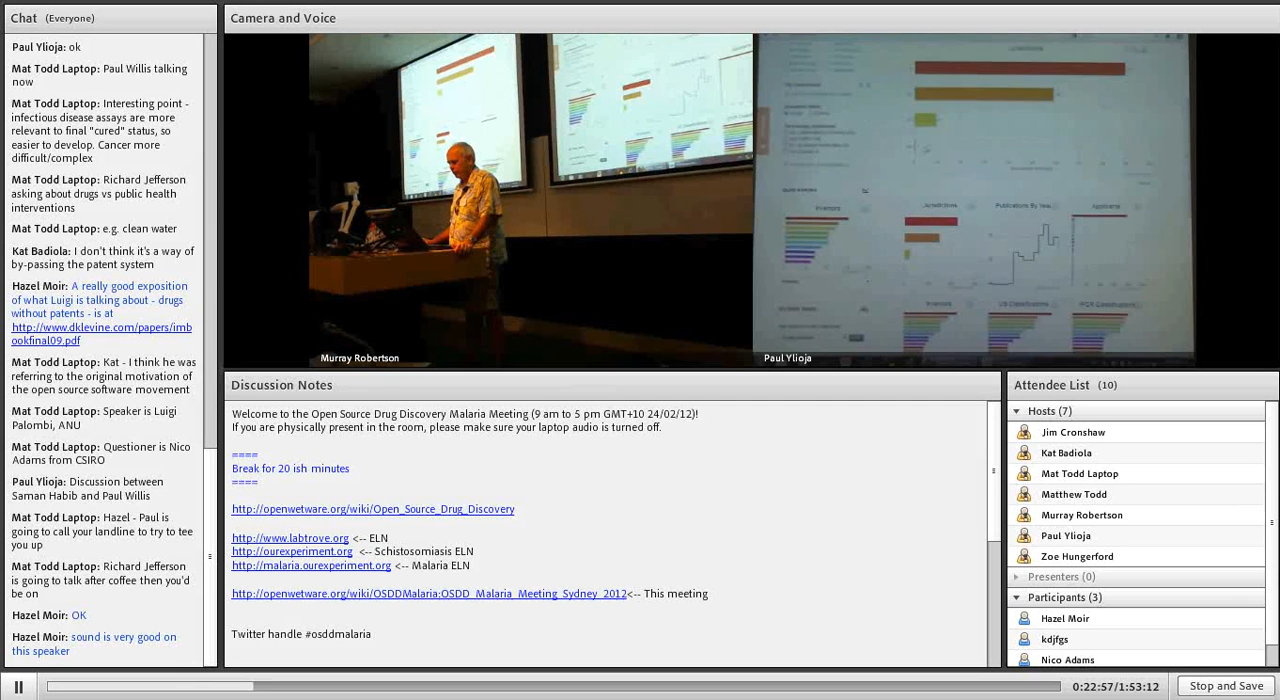 Chat (Everyone)
Paul Ylioja: ok
Mat Todd Laptop: Paul Willis talking
now
Mat Todd Laptop: Interesting point -
infectious disease assays are more
relevant to final "cured" status, so
easier to develop. Cancer more
difficult/complex
Mat Todd Laptop: Richard Jefferson
asking about drugs vs public health
interventions
Mat Todd Laptop: e.g. clean water
Kat Badiola: I don't think it's a way of
by-passing the patent system
Hazel Moir: A really good exposition
of what Luigi is talking about - drugs
without patents - is at
http://www.dklevine.com/papers/imb
ookfinal09.pdf
Mat Todd Laptop: Kat - I think he was
referring to the original motivation of
the open source software movement
Mat Todd Laptop: Speaker is Luigi
Palombi, ANU
Mat Todd Laptop: Questioner is Nico
Adams from CSIRO
Paul Ylioja: Discussion between
Saman Habib and Paul Willis
Mat Todd Laptop: Hazel - Paul is
going to call your landline to try to tee
you up
Mat Todd Laptop: Richard Jefferson
is going to talk after coffee then you'd
be on
Hazel Moir: OK
Hazel Moir: sound is very good on
this speaker
Camera and Voice
Inventors
Jurisdictions
Publications By Year
Applicants
Inventors
US Classifications
IPCR Classifications
Murray Robertson
Paul Ylioja
Discussion Notes
Welcome to the Open Source Drug Discovery Malaria Meeting (9 am to 5 pm GMT+10 24/02/12)!
If you are physically present in the room, please make sure your laptop audio is turned off.
====
Break for 20 ish minutes
====
http://openwetware.org/wiki/Open_Source_Drug_Discovery
http://www.labtrove.org <-- ELN
http://ourexperiment.org <-- Schistosomiasis ELN
http://malaria.ourexperiment.org <-- Malaria ELN
http://openwetware.org/wiki/OSDDMalaria:OSDD_Malaria_Meeting_Sydney_2012<-- This meeting
Twitter handle #osddmalaria
Attendee List (10)
Hosts (7)
Jim Cronshaw
Kat Badiola
Mat Todd Laptop
Matthew Todd
Murray Robertson
Paul Ylioja
Zoe Hungerford
Presenters (0)
Participants (3)
Hazel Moir
kdjfgs
Nico Adams
0:22:57/1:53:12
Stop and Save